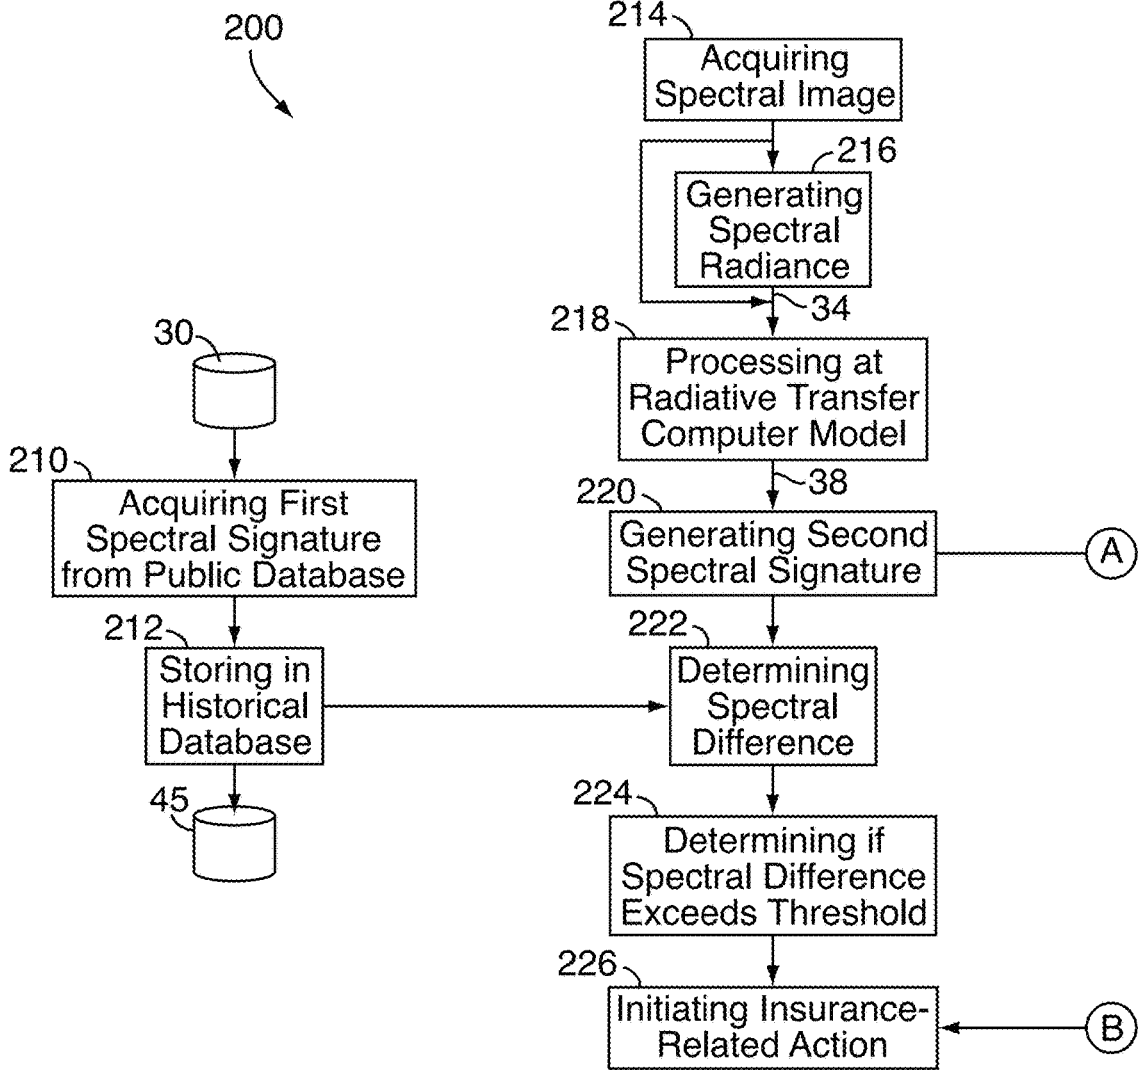 200
214
Acquiring
Spectral Image
216
Generating
Spectral
Radiance
34
218
Processing at
Radiative Transfer
Computer Model
38
30
210
Acquiring First
Spectral Signature
from Public Database
212
Storing in
Historical
Database
45
220
Generating Second
Spectral Signature
A
222
Determining
Spectral
Difference
224
Determining if
Spectral Difference
Exceeds Threshold
226
Initiating Insurance-
Related Action
B